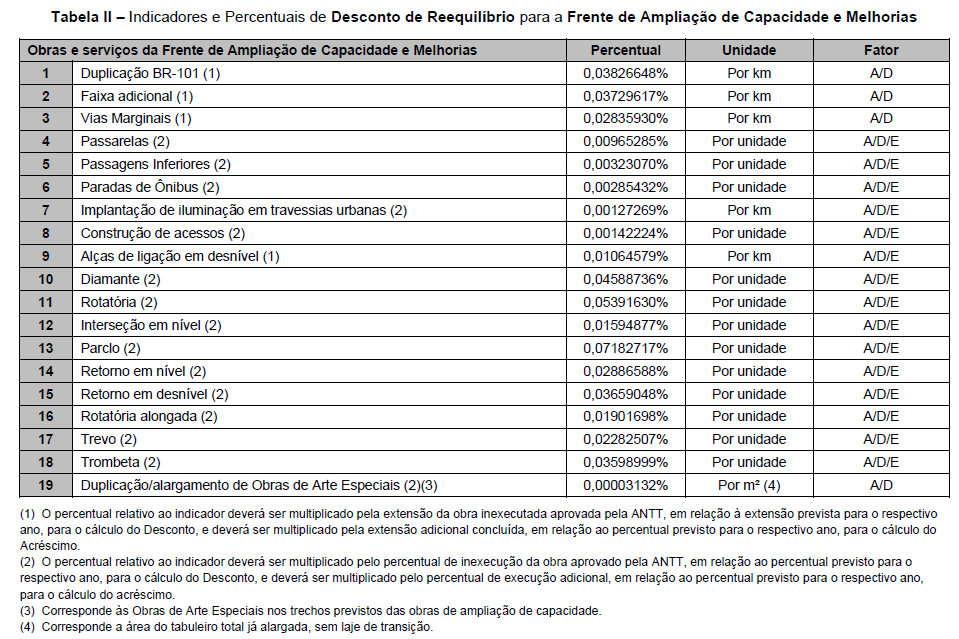 Tabela II – Indicadores e Percentuais de Desconto de Reequilíbrio para a Frente de Ampliação de Capacidade e Melhorias
Obras e serviços da Frente de Ampliação de Capacidade e Melhorias Percentual Unidade Fator
1 Duplicação BR-101 (1) 0,03826648% Por km A/D
2 Faixa adicional (1) 0,03729617% Por km A/D
3 Vias Marginais (1) 0,02835930% Por km A/D
4 Passarelas (2) 0,00965285% Por unidade A/D/E
5 Passagens Inferiores (2) 0,00323070% Por unidade A/D/E
6 Paradas de Ônibus (2) 0,00285432% Por unidade A/D/E
7 Implantação de iluminação em travessias urbanas (2) 0,00127269% Por km A/D/E
8 Construção de acessos (2) 0,00142224% Por unidade A/D/E
9 Alças de ligação em desnível (1) 0,01064579% Por km A/D/E
10 Diamante (2) 0,04588736% Por unidade A/D/E
11 Rotatória (2) 0,05391630% Por unidade A/D/E
12 Interseção em nível (2) 0,01594877% Por unidade A/D/E
13 Parclo (2) 0,07182717% Por unidade A/D/E
14 Retorno em nível (2) 0,02886588% Por unidade A/D/E
15 Retorno em desnível (2) 0,03659048% Por unidade A/D/E
16 Rotatória alongada (2) 0,01901698% Por unidade A/D/E
17 Trevo (2) 0,02282507% Por unidade A/D/E
18 Trombeta (2) 0,03598999% Por unidade A/D/E
19 Duplicação/alargamento de Obras de Arte Especiais (2)(3) 0,00003132% Por m² (4) A/D
(1) O percentual relativo ao indicador deverá ser multiplicado pela extensão da obra inexecutada aprovada pela ANTT, em relação à extensão prevista para o respectivo
ano, para o cálculo do Desconto, e deverá ser multiplicado pela extensão adicional concluída, em relação ao percentual previsto para o respectivo ano, para o cálculo do
Acréscimo.
(2) O percentual relativo ao indicador deverá ser multiplicado pelo percentual de inexecução da obra aprovado pela ANTT, em relação ao percentual previsto para o
respectivo ano, para o cálculo do Desconto, e deverá ser multiplicado pelo percentual de execução adicional, em relação ao percentual previsto para o respectivo ano,
para o cálculo do acréscimo.
(3) Corresponde às Obras de Arte Especiais nos trechos previstos das obras de ampliação de capacidade.
(4) Corresponde a área do tabuleiro total já alargada, sem laje de transição.